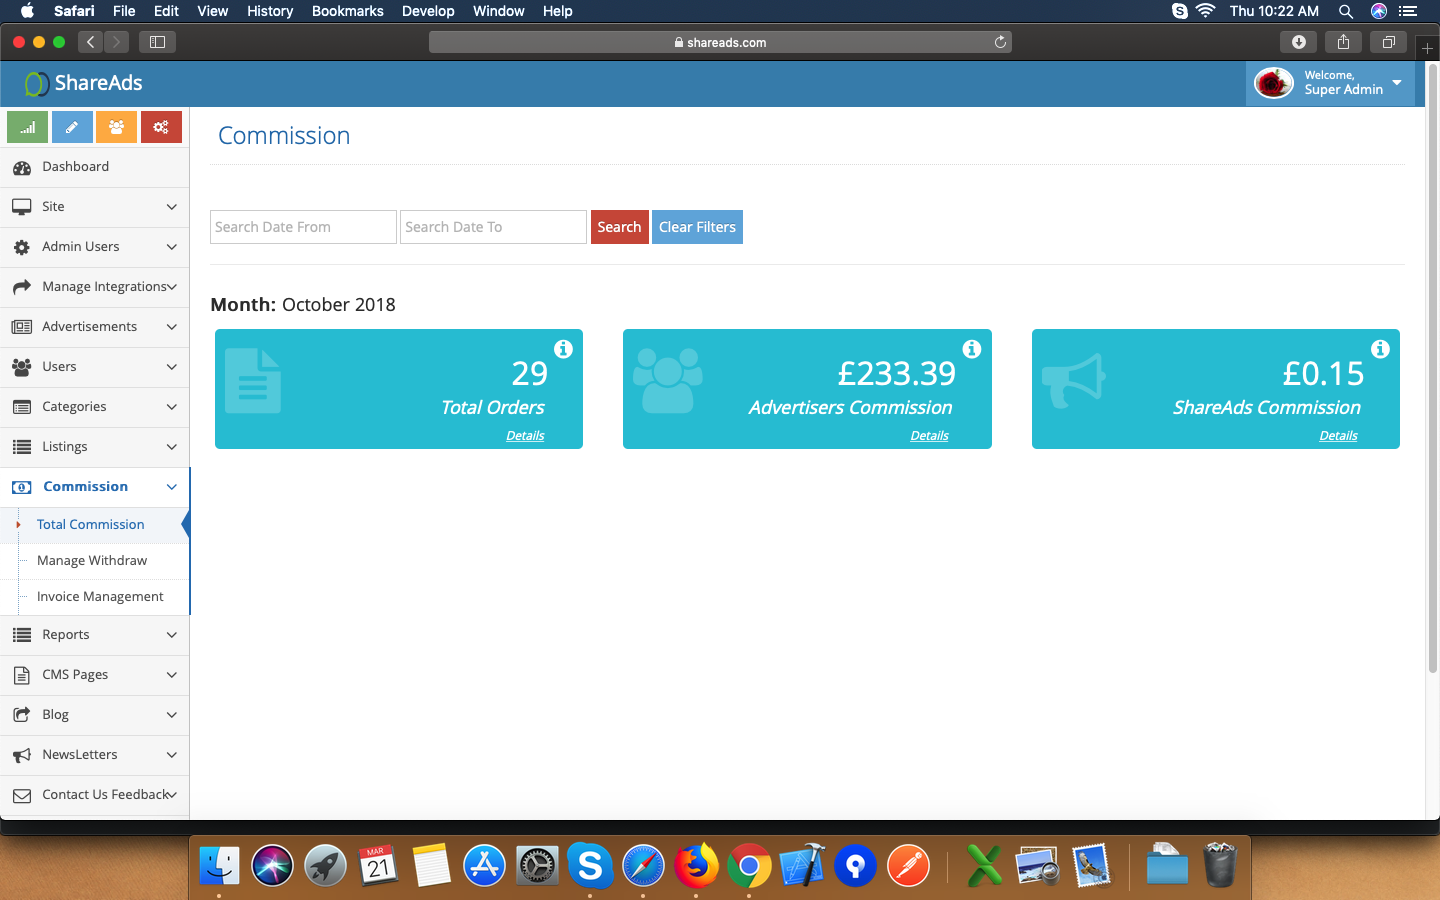 Safari File Edit View History Bookmarks Develop Window Help
Thu 10:22 AM
shareads.com
ShareAds
Welcome,
Super Admin
Commission
Dashboard
Site
Admin Users
Manage Integrations
Advertisements
Users
Categories
Listings
Commission
Total Commission
Manage Withdraw
Invoice Management
Reports
CMS Pages
Blog
NewsLetters
Contact Us Feedback
Search Date From
Search Date To
Search
Clear Filters
Month: October 2018
29
Total Orders
Details
£233.39
Advertisers Commission
Details
£0.15
ShareAds Commission
Details
MAR
21